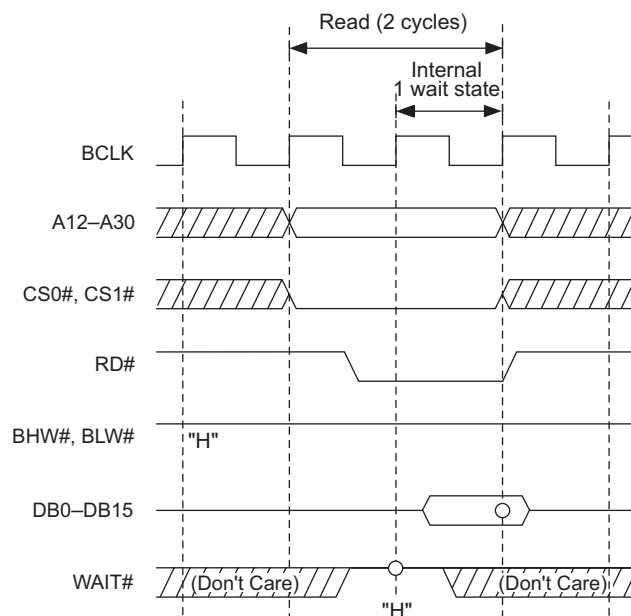 Read (2 cycles)
Internal
1 wait state
BCLK
A12–A30
CS0#, CS1#
RD#
BHW#, BLW#
"H"
DB0–DB15
WAIT#
(Don't Care)
(Don't Care)
"H"